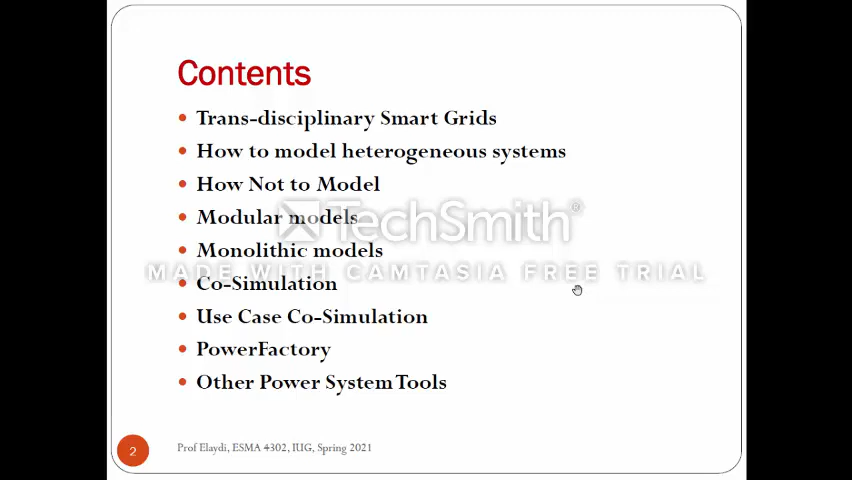 Contents
Trans-disciplinary Smart Grids
How to model heterogeneous systems
How Not to Model
Modular models
TechSmith®
Monolithic models
MADE WITH CAMTASIA FREE TRIAL
Co-Simulation
Use Case Co-Simulation
PowerFactory
Other Power System Tools
2
Prof Elaydi, ESMA 4302, IUG, Spring 2021